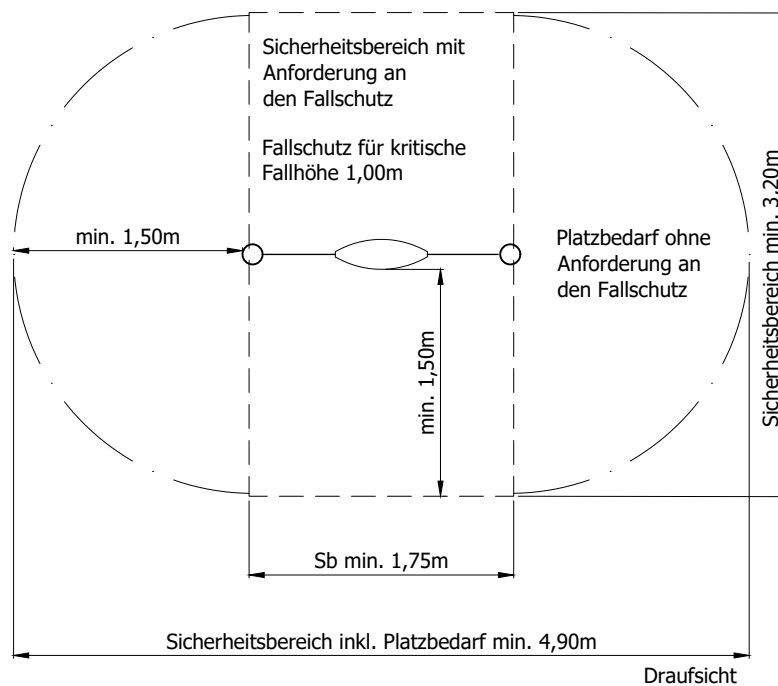 Sicherheitsbereich mit
Anforderung an
den Fallschutz
Fallschutz für kritische
Fallhöhe 1,00m
min. 1,50m
Platzbedarf ohne
Anforderung an
den Fallschutz
Sicherheitsbereich min. 3,20m
min. 1,50m
Sb min. 1,75m
Sicherheitsbereich inkl. Platzbedarf min. 4,90m
Draufsicht